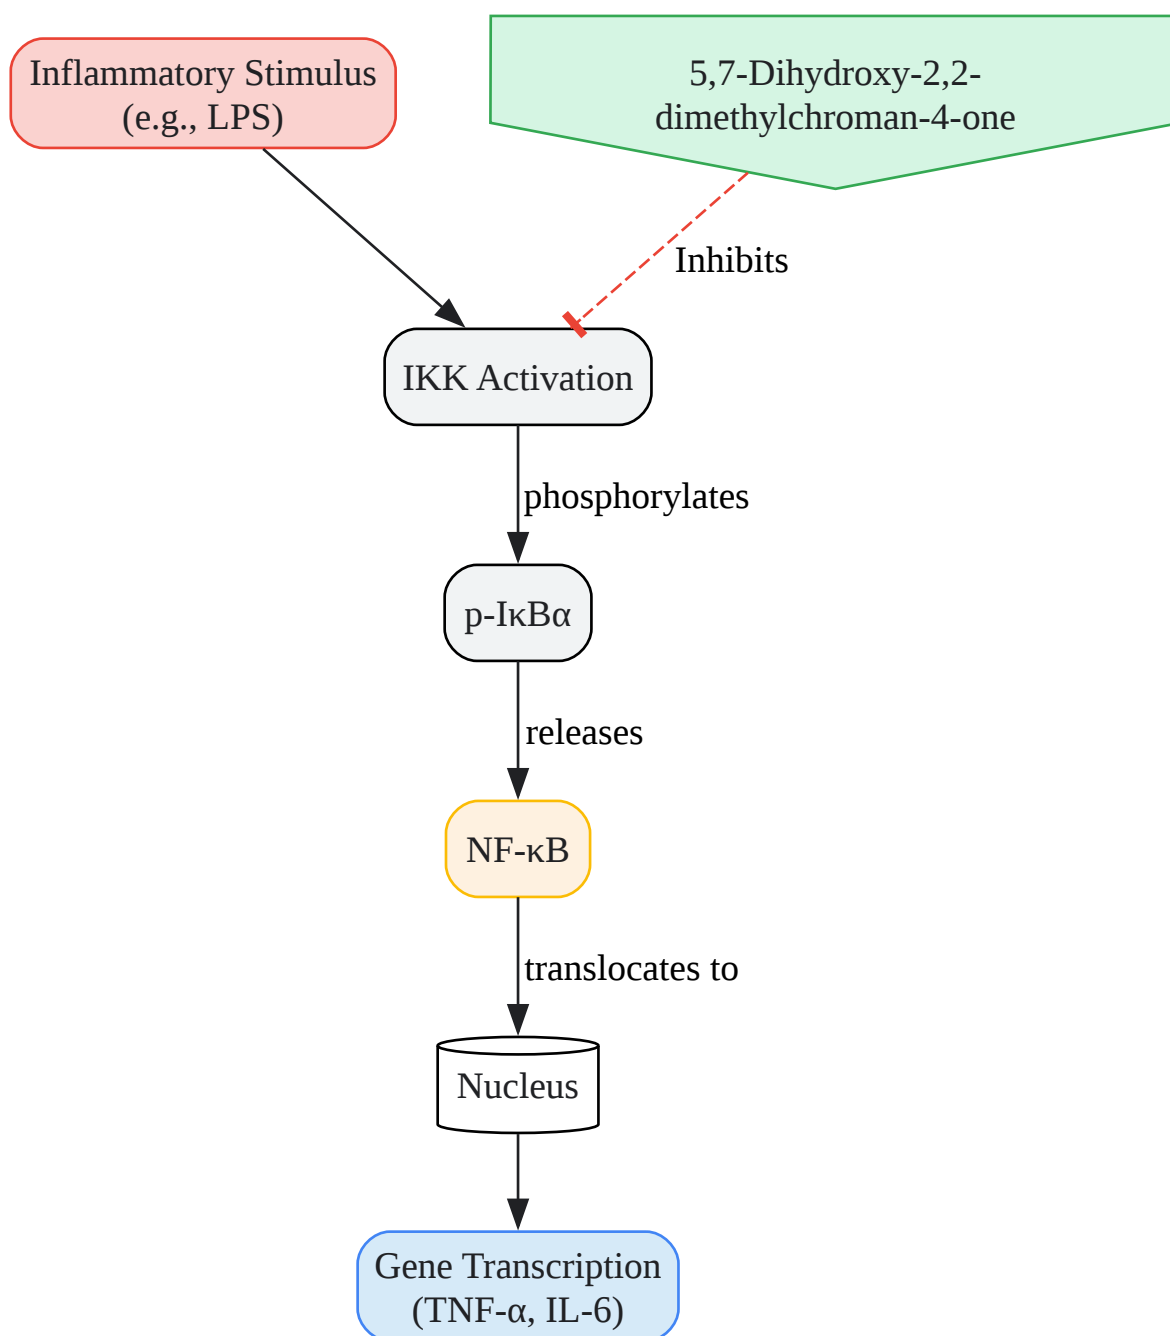 Inflammatory Stimulus
(e.g., LPS)
5,7-Dihydroxy-2,2-
dimethylchroman-4-one
Inhibits
IKK Activation
phosphorylates
p-IκBα
releases
NF-κB
translocates to
Nucleus
Gene Transcription
(TNF-α, IL-6)